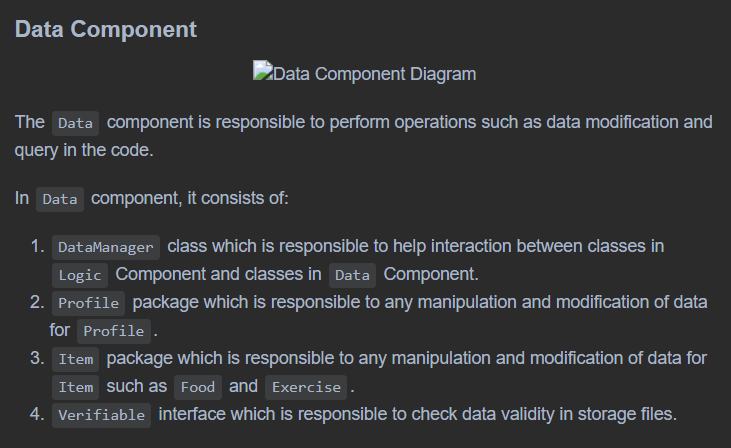 Data Component
Data Component Diagram
The Data component is responsible to perform operations such as data modification and
query in the code.
In Data component, it consists of:
1. DataManager class which is responsible to help interaction between classes in
Logic Component and classes in Data Component.
2. Profile package which is responsible to any manipulation and modification of data
for Profile.
3. Item package which is responsible to any manipulation and modification of data for
Item such as Food and Exercise.
4. Verifiable interface which is responsible to check data validity in storage files.